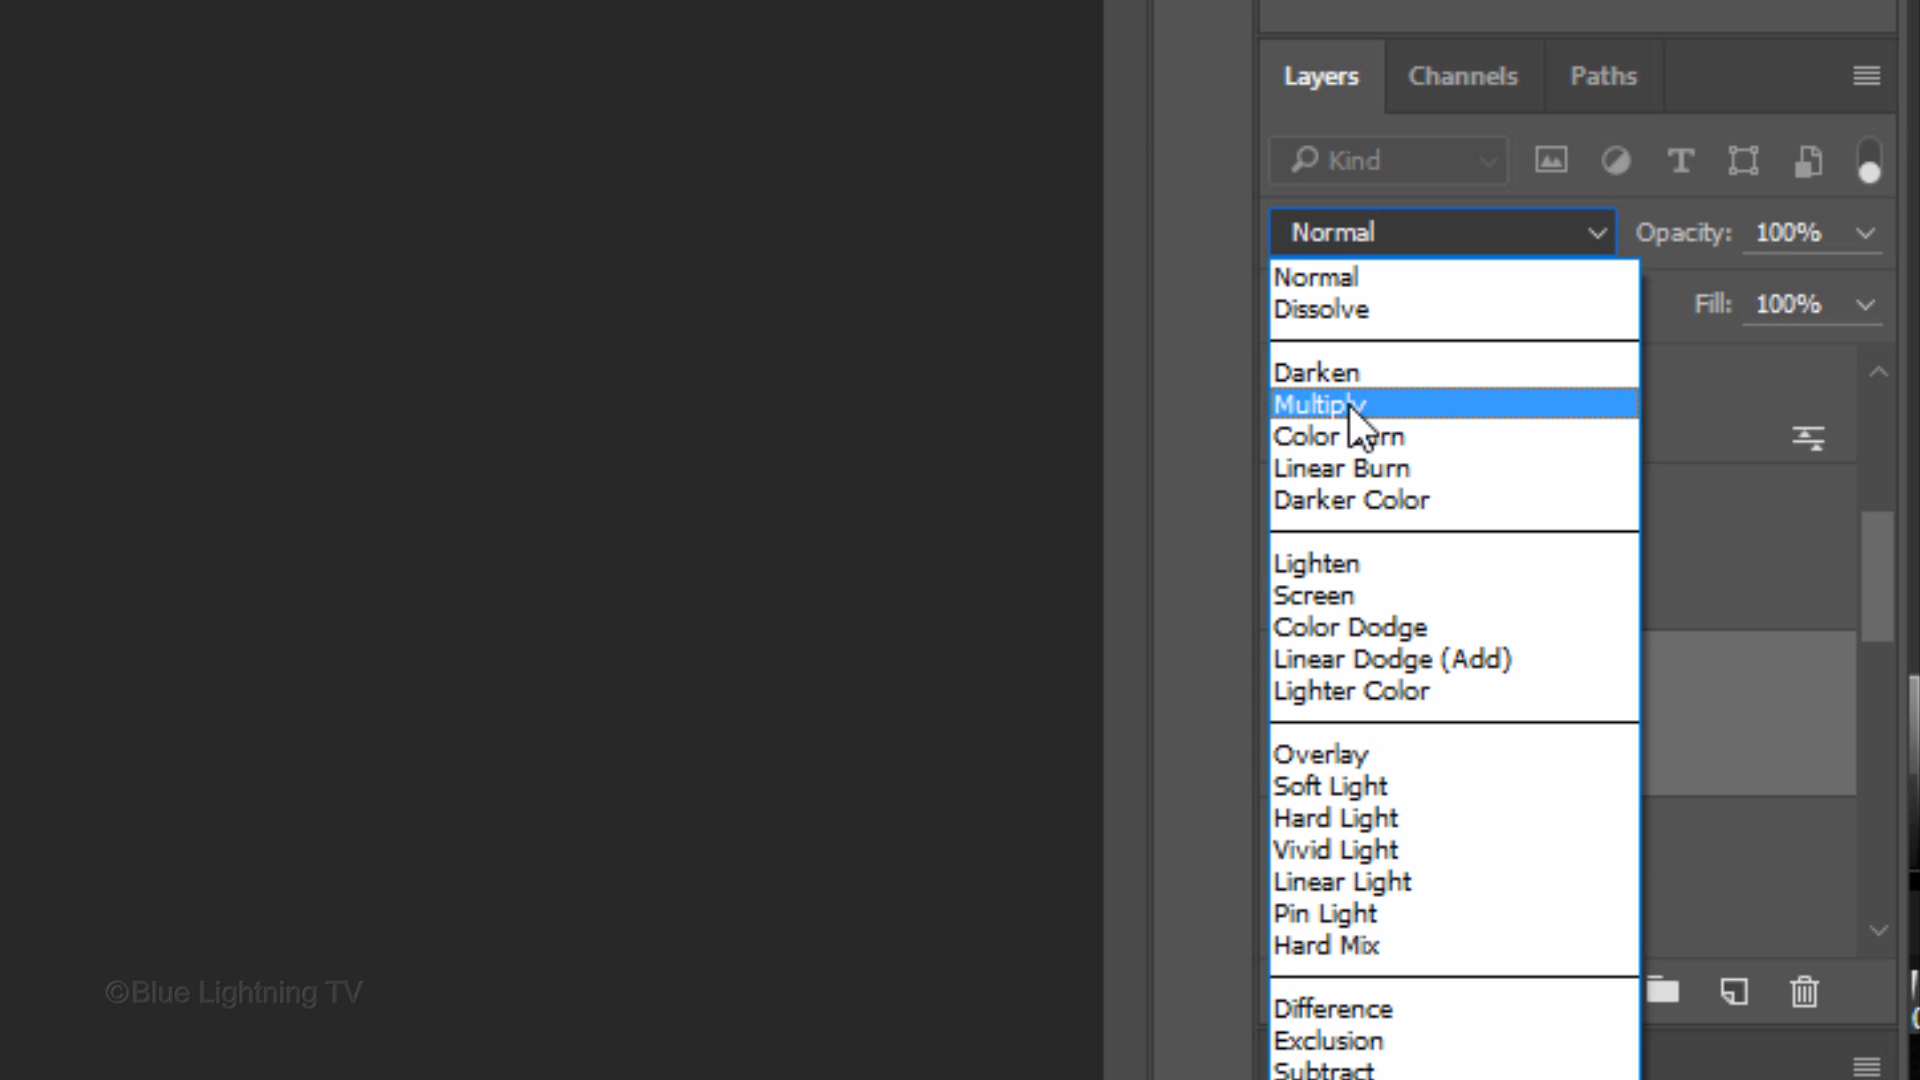 Layers Channels Paths
Kind
Normal Opacity: 100%
Fill: 100%
Normal
Dissolve
Darken
Multiply
Color Burn
Linear Burn
Darker Color
Lighten
Screen
Color Dodge
Linear Dodge (Add)
Lighter Color
Overlay
Soft Light
Hard Light
Vivid Light
Linear Light
Pin Light
Hard Mix
Difference
Exclusion
Subtract
©Blue Lightning TV